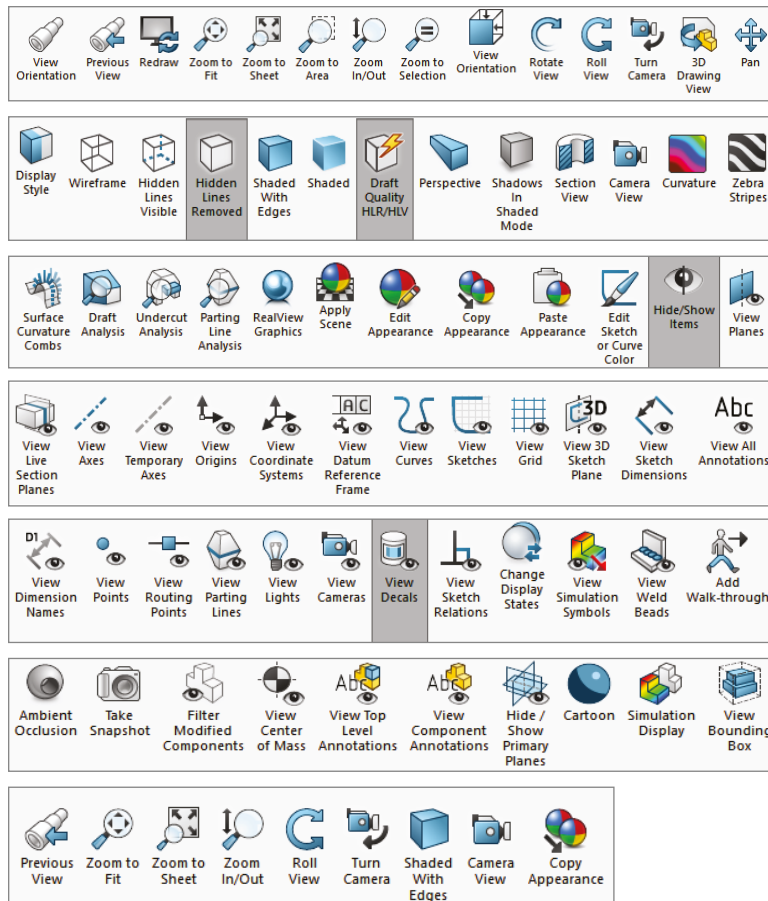 View Orientation
Previous View
Redraw
Zoom to Fit
Zoom to Sheet
Zoom to Area
Zoom In/Out
Zoom to Selection
View Orientation
Rotate View
Roll View
Turn Camera
3D Drawing View
Pan
Display Style
Wireframe
Hidden Lines Visible
Hidden Lines Removed
Shaded With Edges
Shaded
Draft Quality HLR/HLV
Perspective
Shadows In Shaded Mode
Section View
Camera View
Curvature
Zebra Stripes
Surface Curvature Combs
Draft Analysis
Undercut Analysis
Parting Line Analysis
RealView Graphics
Apply Scene
Edit Appearance
Copy Appearance
Paste Appearance
Edit Sketch or Curve Color
Hide/Show Items
View Planes
A C
3D
Abc
View Live Section Planes
View Axes
View Temporary Axes
View Origins
View Coordinate Systems
View Datum Reference Frame
View Curves
View Sketches
View Grid
View 3D Sketch Plane
View Sketch Dimensions
View All Annotations
D1
View Dimension Names
View Points
View Routing Points
View Parting Lines
View Lights
View Cameras
View Decals
View Sketch Relations
Change Display States
View Simulation Symbols
View Weld Beads
Add Walk-through
Abc
Abc
Ambient Occlusion
Take Snapshot
Filter Modified Components
View Center of Mass
View Top Level Annotations
View Component Annotations
Hide / Show Primary Planes
Cartoon
Simulation Display
View Bounding Box
Previous View
Zoom to Fit
Zoom to Sheet
Zoom In/Out
Roll View
Turn Camera
Shaded With Edges
Camera View
Copy Appearance